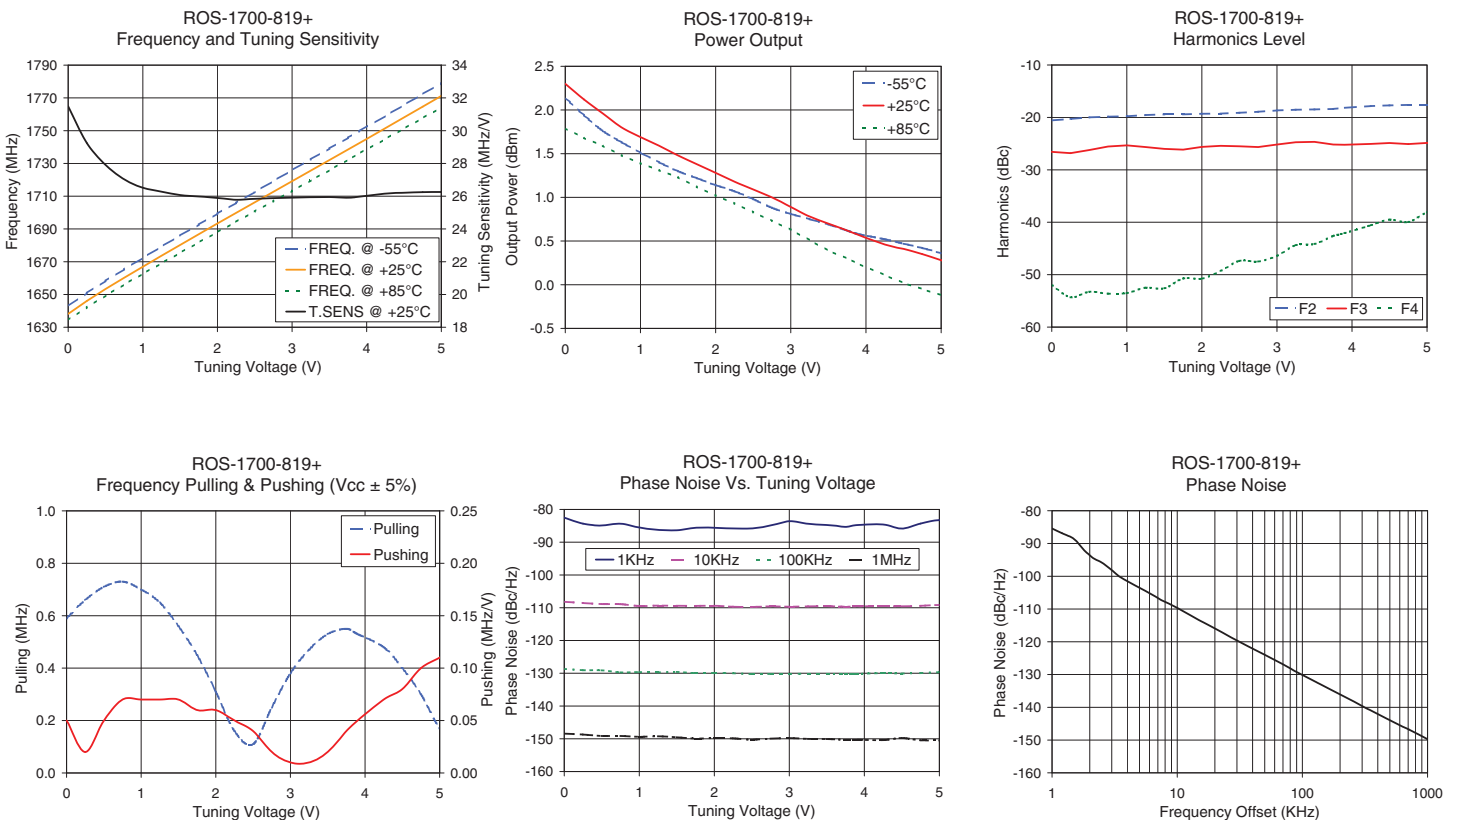 ROS-1700-819+
Frequency and Tuning Sensitivity
1790
1770
1750
1730
1710
1690
1670
1650
1630
Frequency (MHz)
34
32
30
28
26
24
22
20
18
Tuning Sensitivity (MHz/V)
FREQ. @ -55°C
FREQ. @ +25°C
FREQ. @ +85°C
T.SENS @ +25°C
0 1 2 3 4 5
Tuning Voltage (V)
ROS-1700-819+
Power Output
2.5
2.0
1.5
1.0
0.5
0.0
-0.5
Output Power (dBm)
-55°C
+25°C
+85°C
0 1 2 3 4 5
Tuning Voltage (V)
ROS-1700-819+
Harmonics Level
-10
-20
-30
-40
-50
-60
Harmonics (dBc)
F2 F3 F4
0 1 2 3 4 5
Tuning Voltage (V)
ROS-1700-819+
Frequency Pulling & Pushing (Vcc ± 5%)
1.0
0.8
0.6
0.4
0.2
0.0
Pulling (MHz)
0.25
0.20
0.15
0.10
0.05
0.00
Pushing (MHz/V)
Pulling
Pushing
0 1 2 3 4 5
Tuning Voltage (V)
ROS-1700-819+
Phase Noise Vs. Tuning Voltage
-80
-90
-100
-110
-120
-130
-140
-150
-160
Phase Noise (dBc/Hz)
1KHz 10KHz 100KHz 1MHz
0 1 2 3 4 5
Tuning Voltage (V)
ROS-1700-819+
Phase Noise
-80
-90
-100
-110
-120
-130
-140
-150
-160
Phase Noise (dBc/Hz)
1 10 100 1000
Frequency Offset (KHz)